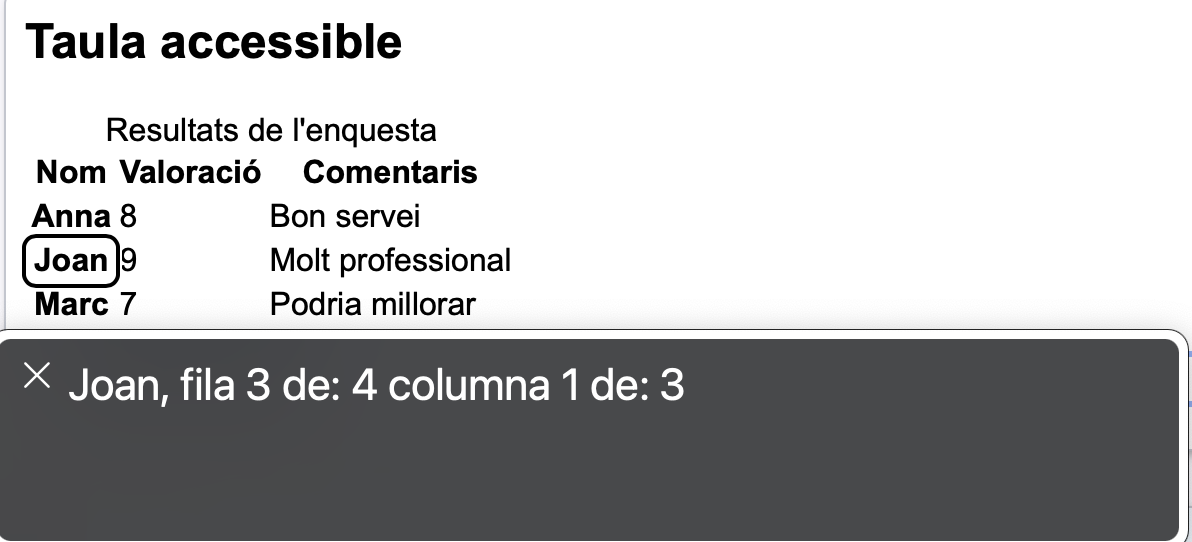 Taula accessible
Resultats de l'enquesta
Nom Valoració Comentaris
Anna 8 Bon servei
Joan 9 Molt professional
Marc 7 Podria millorar
Joan, fila 3 de: 4 columna 1 de: 3